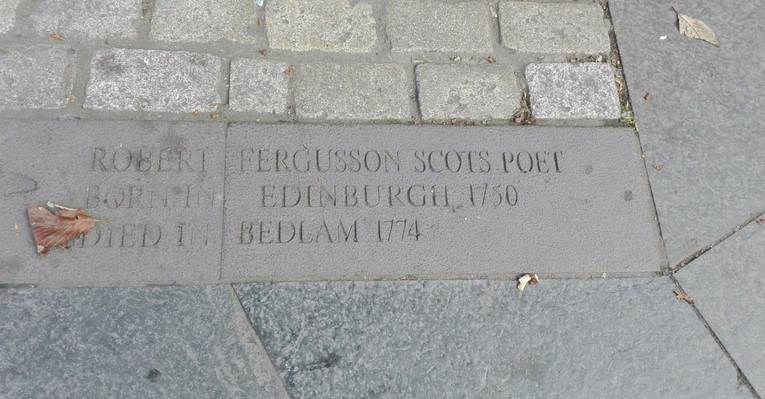 ROBERT FERGUSSON SCOTS POET
BORN IN EDINBURGH 1750
DIED IN BEDLAM 1774